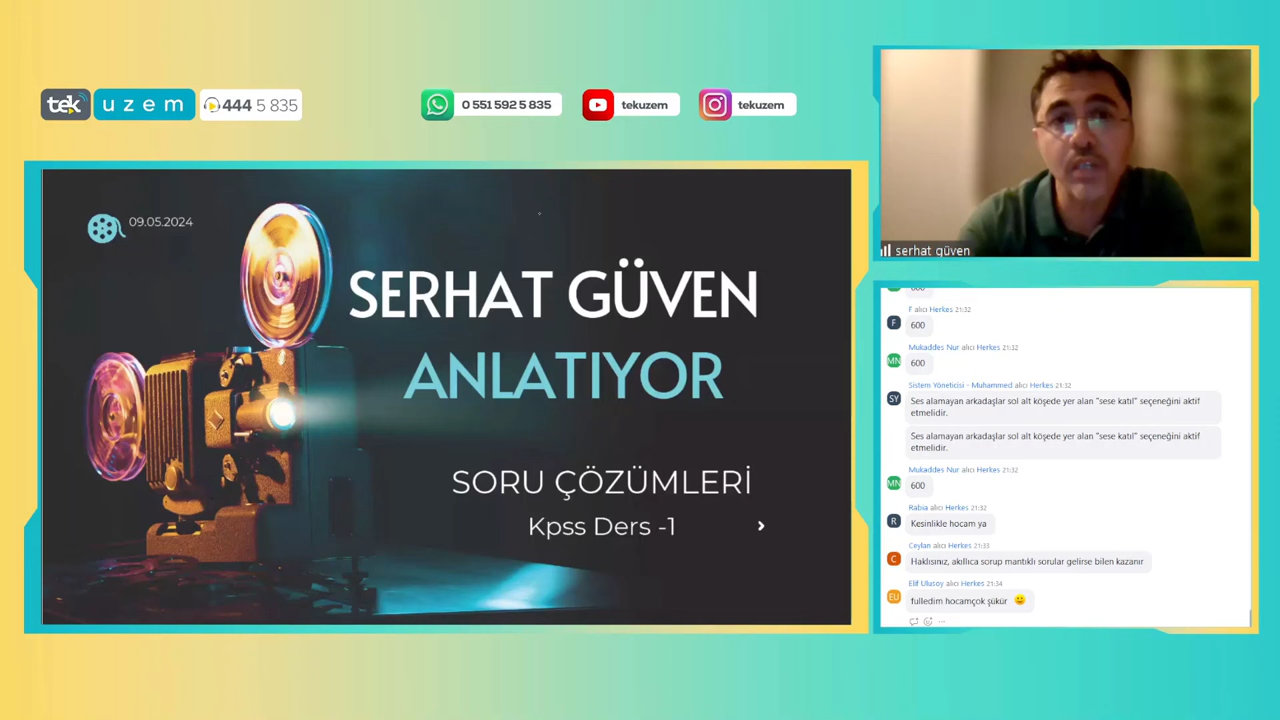 tek uzem 444 5 835
0 551 592 5 835
tekuzem
tekuzem
09.05.2024
SERHAT GÜVEN
ANLATIYOR
SORU ÇÖZÜMLERİ
Kpss Ders -1
serhat güven
600
F alıcı Herkes 21:32
F
600
Mukaddes Nur alıcı Herkes 21:32
MN
600
Sistem Yöneticisi - Muhammed alıcı Herkes 21:32
SY
Ses alamayan arkadaşlar sol alt köşede yer alan "sese katıl" seçeneğini aktif
etmelidir.
Ses alamayan arkadaşlar sol alt köşede yer alan "sese katıl" seçeneğini aktif
etmelidir.
Mukaddes Nur alıcı Herkes 21:32
MN
600
Rabia alıcı Herkes 21:32
R
Kesinlikle hocam ya
Ceylan alıcı Herkes 21:33
C
Haklısınız, akıllıca sorup mantıklı sorular gelirse bilen kazanır
Elif Ulusoy alıcı Herkes 21:34
EU
fulledim hocamçok şükür